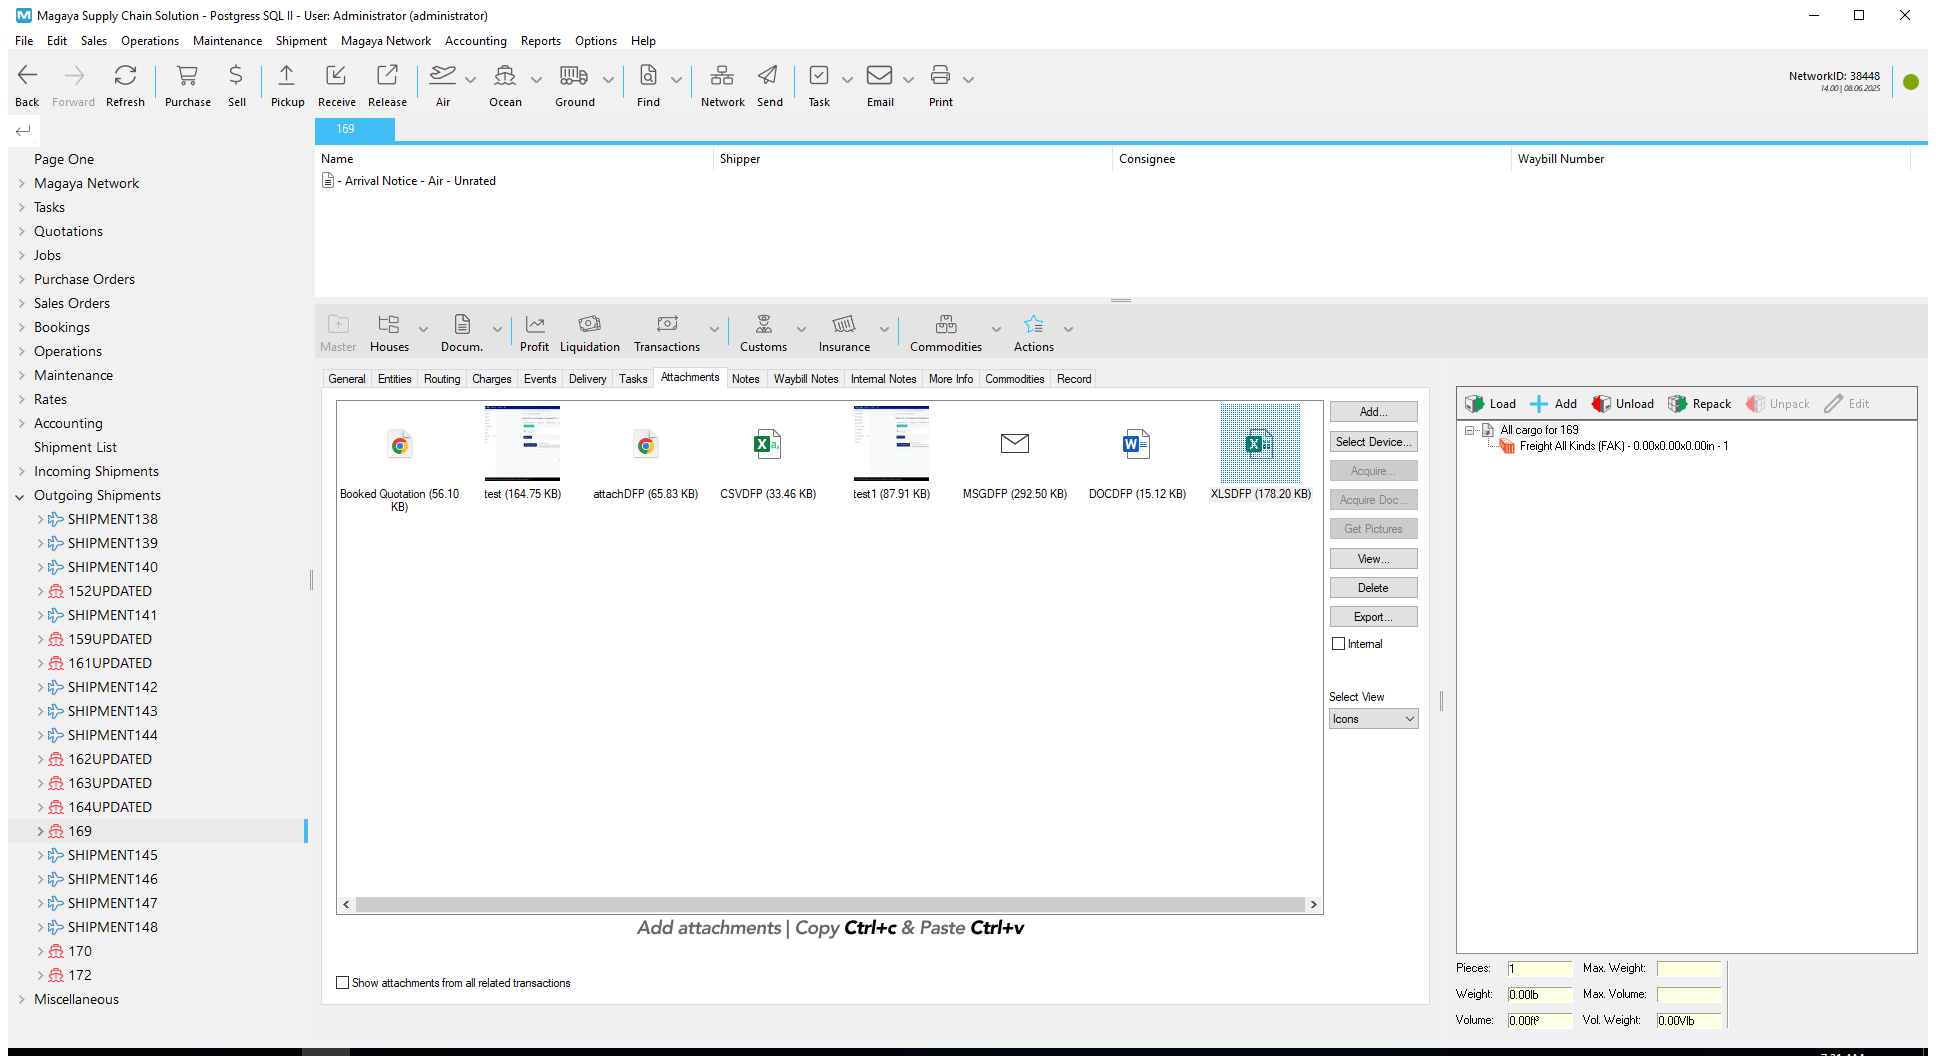 Magaya Supply Chain Solution - Postgress SQL II - User: Administrator (administrator)
File Edit Sales Operations Maintenance Shipment Magaya Network Accounting Reports Options Help
Back Forward Refresh Purchase Sell Pickup Receive Release Air Ocean Ground Find Network Send Task Email Print
NetworkID: 38448
14.00 | 08.06.2025
169
Name Shipper Consignee Waybill Number
- Arrival Notice - Air - Unrated
Page One
Magaya Network
Tasks
Quotations
Jobs
Purchase Orders
Sales Orders
Bookings
Operations
Maintenance
Rates
Accounting
Shipment List
Incoming Shipments
Outgoing Shipments
SHIPMENT138
SHIPMENT139
SHIPMENT140
152UPDATED
SHIPMENT141
159UPDATED
161UPDATED
SHIPMENT142
SHIPMENT143
SHIPMENT144
162UPDATED
163UPDATED
164UPDATED
169
SHIPMENT145
SHIPMENT146
SHIPMENT147
SHIPMENT148
170
172
Miscellaneous
Master Houses Docum. Profit Liquidation Transactions Customs Insurance Commodities Actions
General Entities Routing Charges Events Delivery Tasks Attachments Notes Waybill Notes Internal Notes More Info Commodities Record
Booked Quotation (56.10 KB)
test (164.75 KB)
attachDFP (65.83 KB)
CSVDFP (33.46 KB)
test1 (87.91 KB)
MSGDFP (292.50 KB)
DOCDFP (15.12 KB)
XLSDFP (178.20 KB)
Add...
Select Device...
Acquire...
Acquire Doc...
Get Pictures
View...
Delete
Export...
Internal
Select View
Icons
Add attachments | Copy Ctrl+c & Paste Ctrl+v
Show attachments from all related transactions
Load Add Unload Repack Unpack Edit
All cargo for 169
Freight All Kinds (FAK) - 0.00x0.00x0.00in - 1
Pieces: 1 Max. Weight:
Weight: 0.00lb Max. Volume:
Volume: 0.00ft³ Vol. Weight: 0.00Vlb